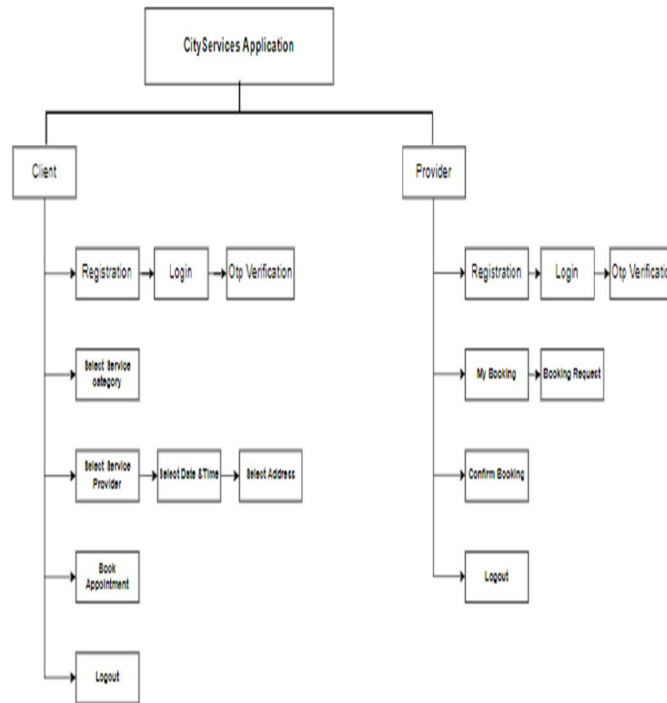 CityServices Application
Client
Provider
Registration
Login
Otp Verification
Registration
Login
Otp Verificatio
Select Service
category
My Booking
Booking Request
Select Service
Provider
Select Date &Time
Select Address
Confirm Booking
Book
Appointment
Logout
Logout